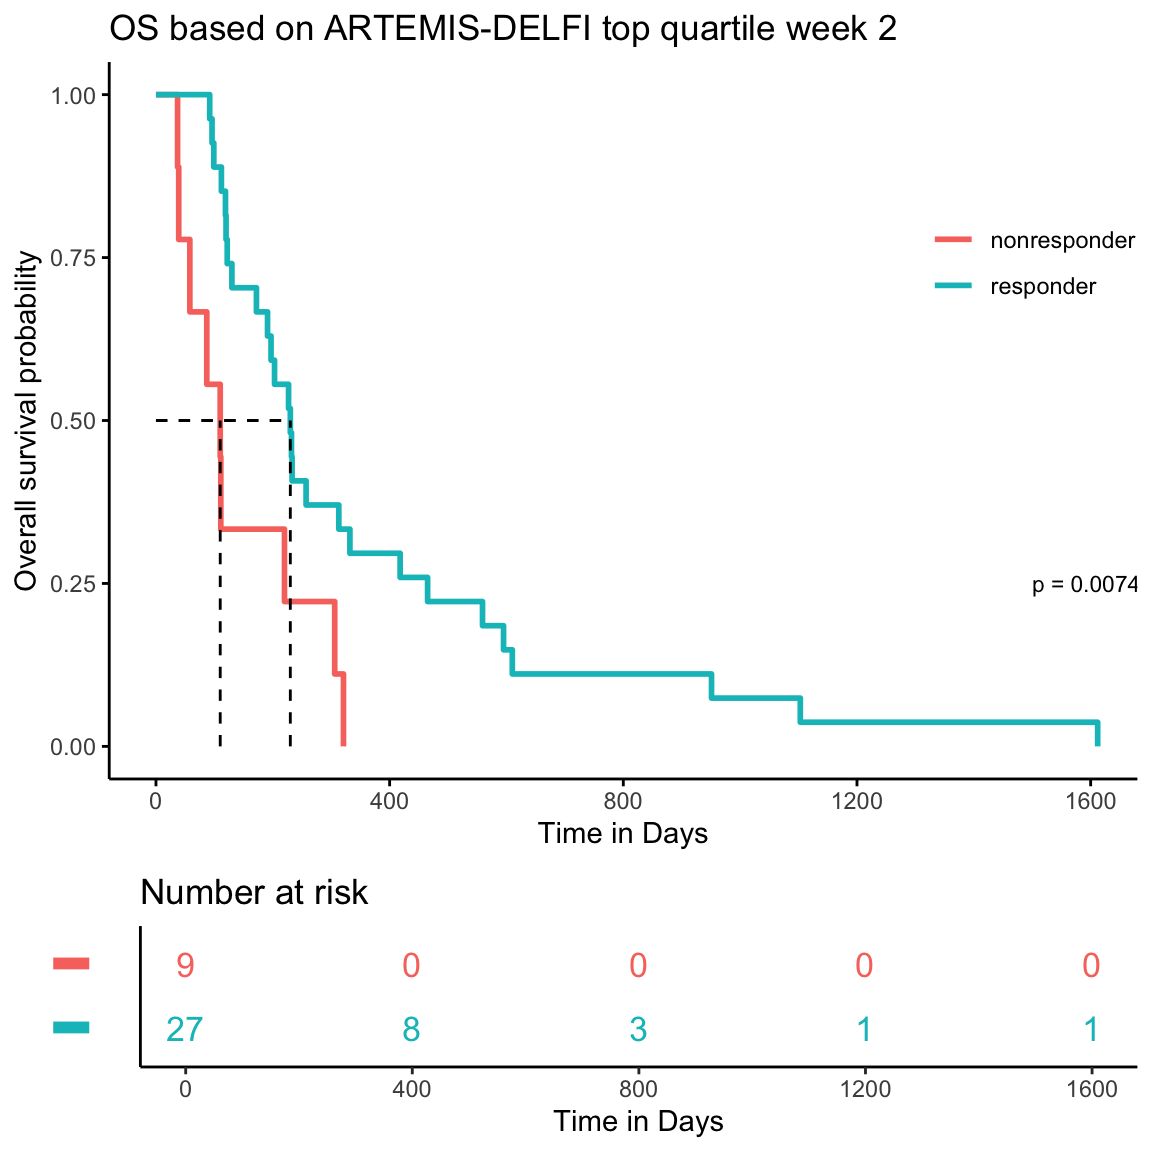 OS based on ARTEMIS-DELFI top quartile week 2
Overall survival probability
1.00
0.75
0.50
0.25
0.00
nonresponder
responder
p = 0.0074
0 400 800 1200 1600
Time in Days
Number at risk
9 0 0 0 0
27 8 3 1 1
0 400 800 1200 1600
Time in Days